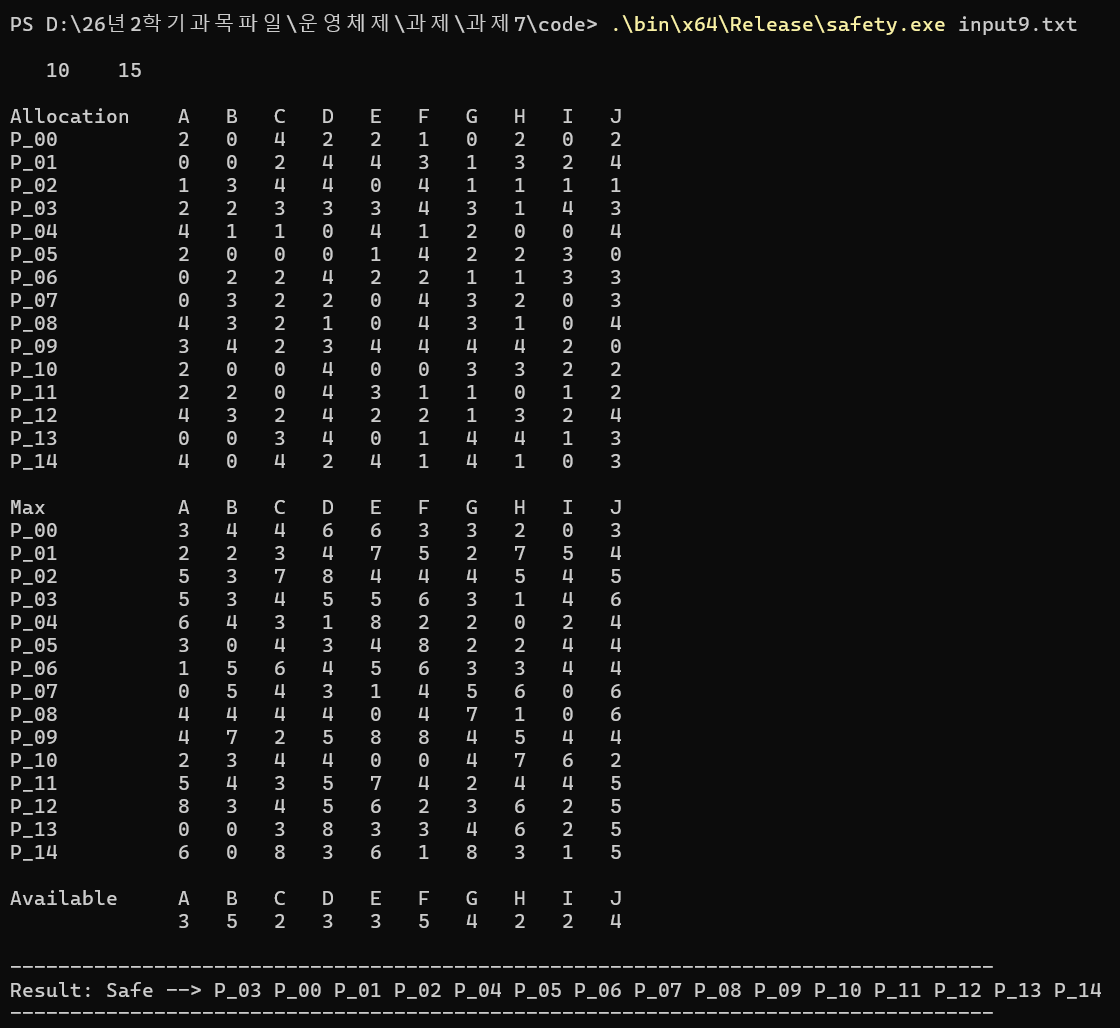 PS D:\26년2학기과목파일\운영체제\과제\과제7\code> .\bin\x64\Release\safety.exe input9.txt
10 15
Allocation A B C D E F G H I J
P_00 2 0 4 2 2 1 0 2 0 2
P_01 0 0 2 4 4 3 1 3 2 4
P_02 1 3 4 4 0 4 1 1 1 1
P_03 2 2 3 3 3 4 3 1 4 3
P_04 4 1 1 0 4 1 2 0 0 4
P_05 2 0 0 0 1 4 2 2 3 0
P_06 0 2 2 4 2 2 1 1 3 3
P_07 0 3 2 2 0 4 3 2 0 3
P_08 4 3 2 1 0 4 3 1 0 4
P_09 3 4 2 3 4 4 4 4 2 0
P_10 2 0 0 4 0 0 3 3 2 2
P_11 2 2 0 4 3 1 1 0 1 2
P_12 4 3 2 4 2 2 1 3 2 4
P_13 0 0 3 4 0 1 4 4 1 3
P_14 4 0 4 2 4 1 4 1 0 3
Max A B C D E F G H I J
P_00 3 4 4 6 6 3 3 2 0 3
P_01 2 2 3 4 7 5 2 7 5 4
P_02 5 3 7 8 4 4 4 5 4 5
P_03 5 3 4 5 5 6 3 1 4 6
P_04 6 4 3 1 8 2 2 0 2 4
P_05 3 0 4 3 4 8 2 2 4 4
P_06 1 5 6 4 5 6 3 3 4 4
P_07 0 5 4 3 1 4 5 6 0 6
P_08 4 4 4 4 0 4 7 1 0 6
P_09 4 7 2 5 8 8 4 5 4 4
P_10 2 3 4 4 0 0 4 7 6 2
P_11 5 4 3 5 7 4 2 4 4 5
P_12 8 3 4 5 6 2 3 6 2 5
P_13 0 0 3 8 3 3 4 6 2 5
P_14 6 0 8 3 6 1 8 3 1 5
Available A B C D E F G H I J
3 5 2 3 3 5 4 2 2 4
----------------------------------------------------------------------------------
Result: Safe --> P_03 P_00 P_01 P_02 P_04 P_05 P_06 P_07 P_08 P_09 P_10 P_11 P_12 P_13 P_14
----------------------------------------------------------------------------------